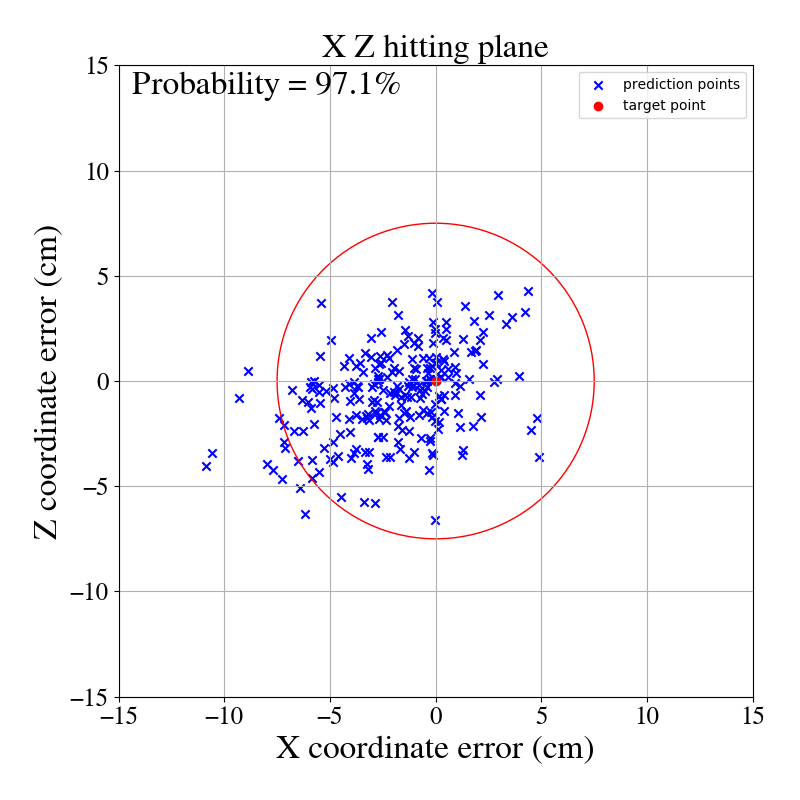 X Z hitting plane
Probability = 97.1%
prediction points
target point
15
10
5
0
−5
−10
−15
Z coordinate error (cm)
−15 −10 −5 0 5 10 15
X coordinate error (cm)